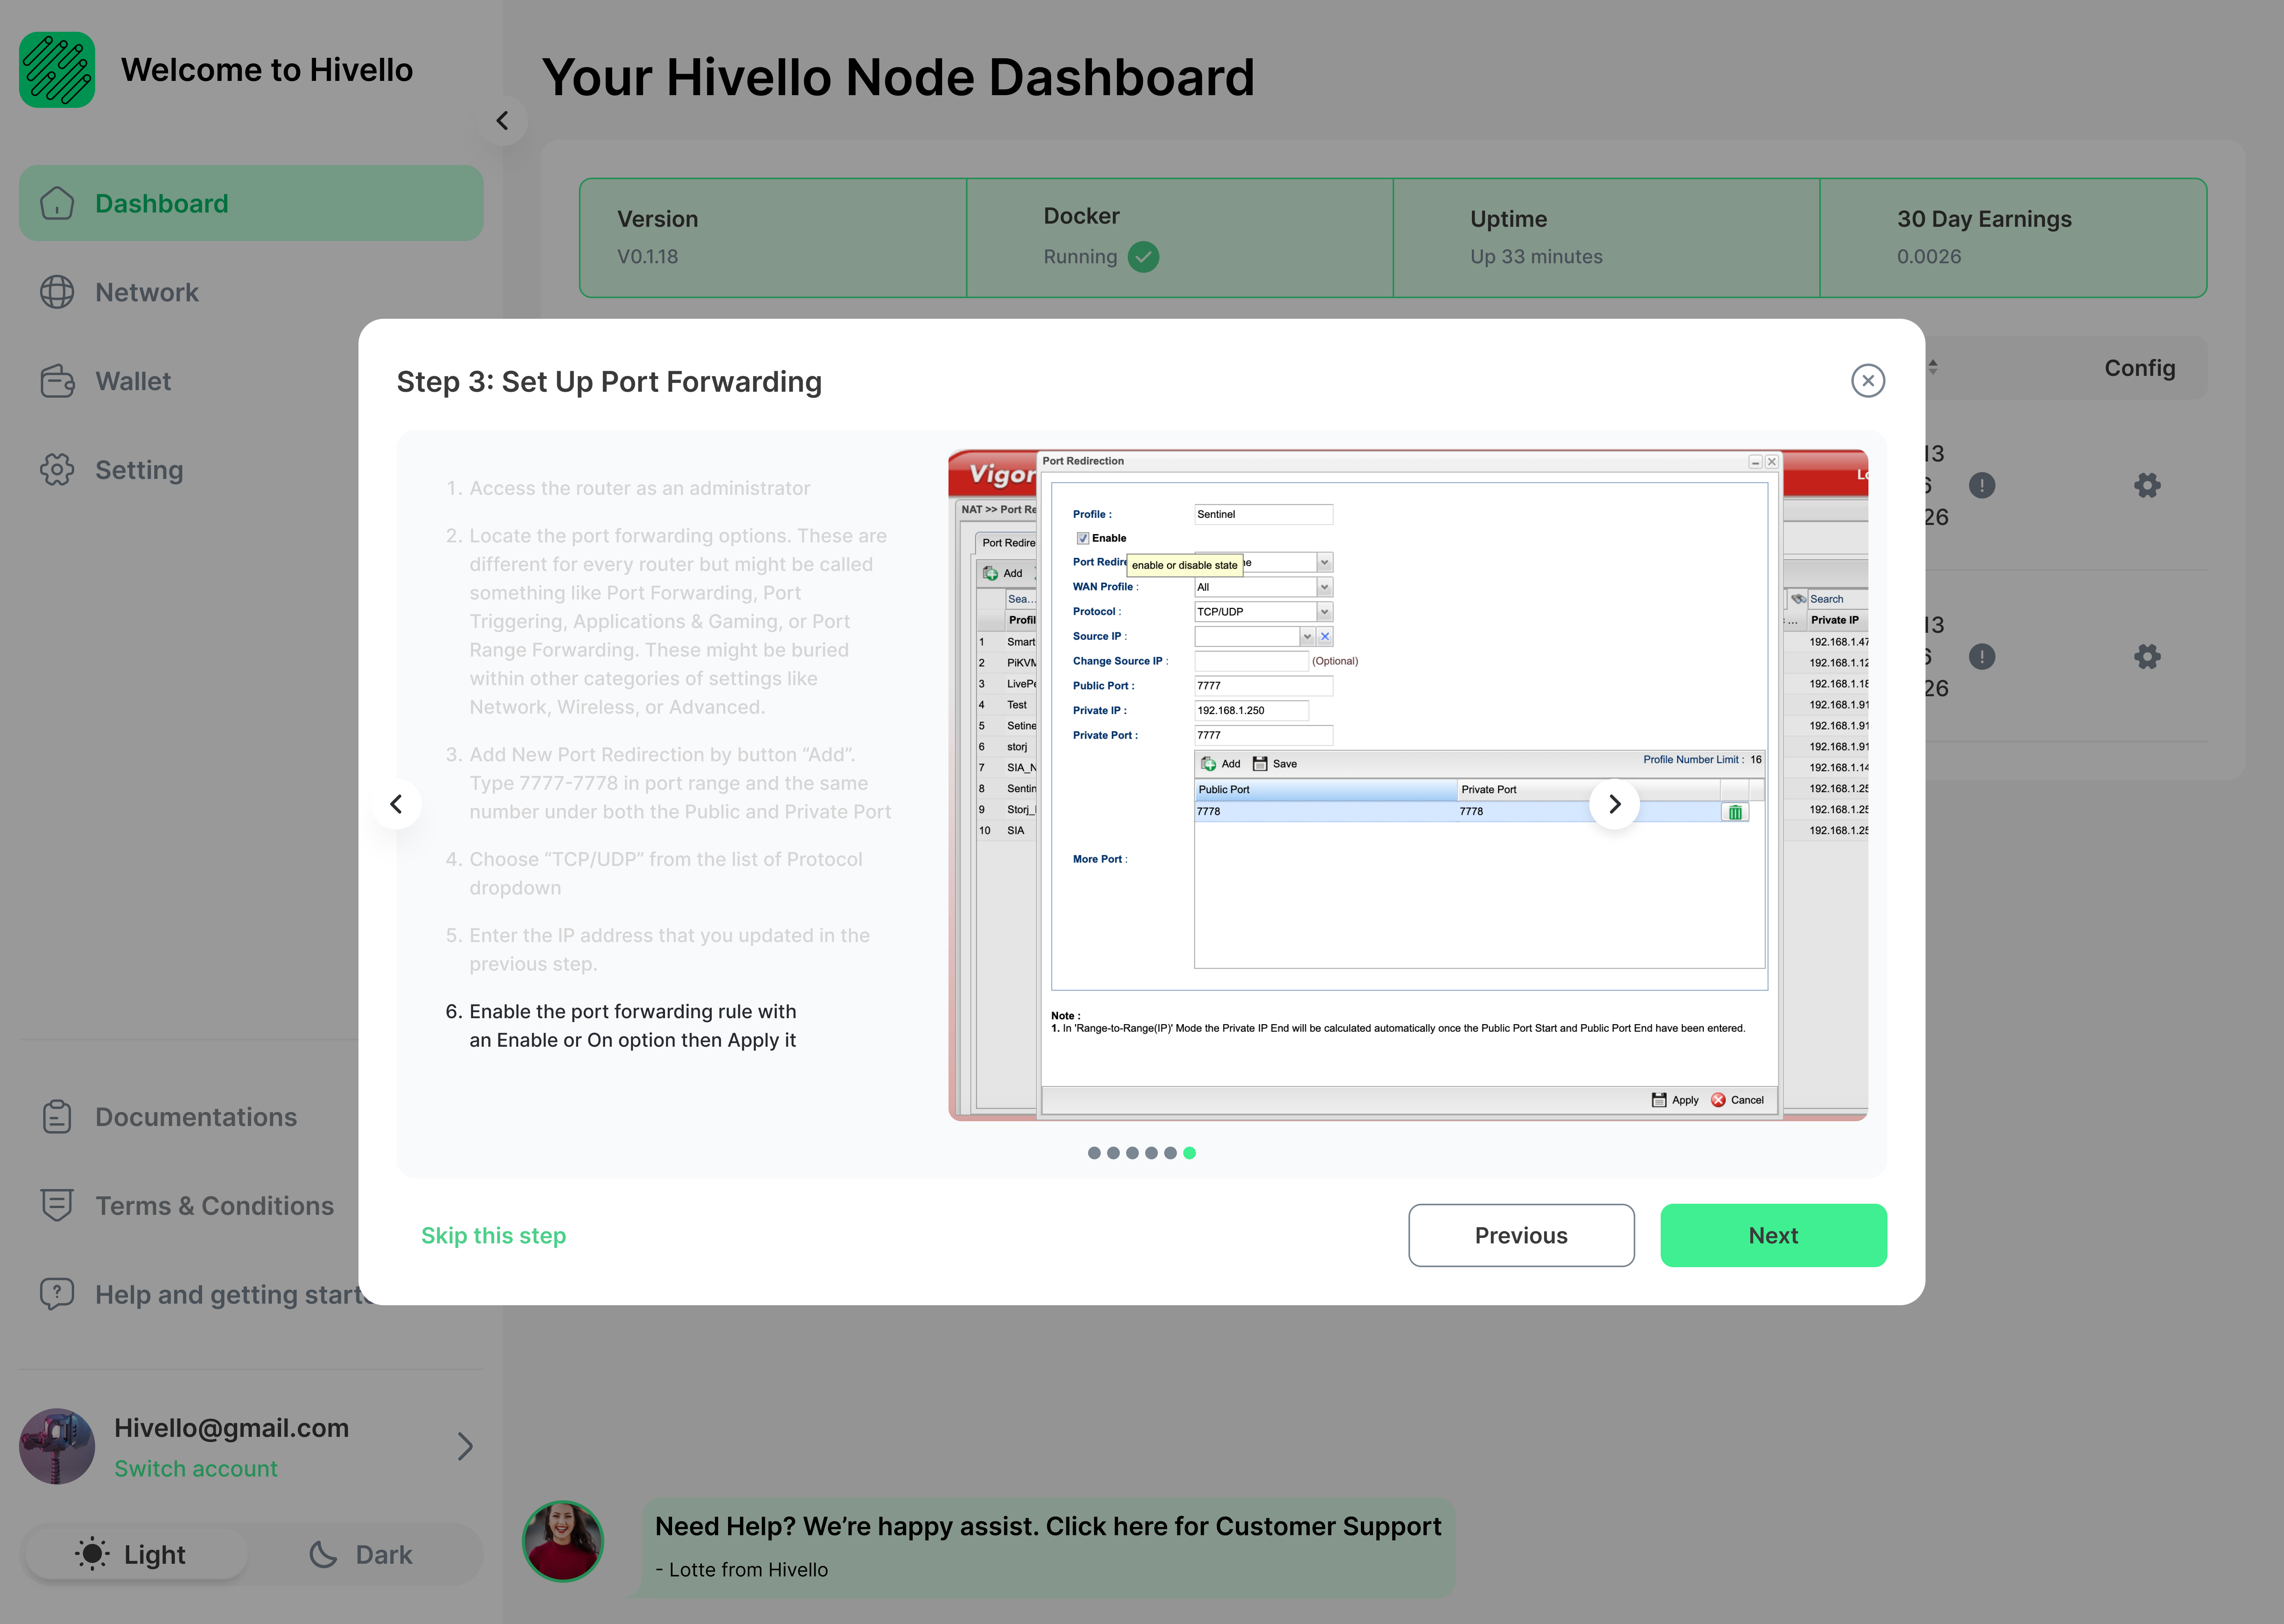 Welcome to Hivello
Dashboard
Network
Wallet
Setting
Documentations
Terms & Conditions
Help and getting
Hivello@gmail.com
Switch account
Light
Dark
Your Hivello Node Dashboard
Version
V0.1.18
Docker
Running
Uptime
Up 33 minutes
30 Day Earnings
0.0026
Config
13
26
13
26
Step 3: Set Up Port Forwarding
1. Access the router as an administrator
2. Locate the port forwarding options. These are
different for every router but might be called
something like Port Forwarding, Port
Triggering, Applications & Gaming, or Port
Range Forwarding. These might be buried
within other categories of settings like
Network, Wireless, or Advanced.
3. Add New Port Redirection by button “Add”.
Type 7777-7778 in port range and the same
number under both the Public and Private Port
4. Choose “TCP/UDP” from the list of Protocol
dropdown
5. Enter the IP address that you updated in the
previous step.
6. Enable the port forwarding rule with
an Enable or On option then Apply it
Vigor
NAT >> Port Re
Port Redire
Add
Sea...
Profil
1 Smart
2 PiKVM
3 LivePe
4 Test
5 Setine
6 storj
7 SIA_N
8 Sentin
9 Storj_
10 SIA
Port Redirection
Profile : Sentinel
Enable
Port Redire
enable or disable state
WAN Profile : All
Protocol : TCP/UDP
Source IP :
Change Source IP : (Optional)
Public Port : 7777
Private IP : 192.168.1.250
Private Port : 7777
Add Save Profile Number Limit : 16
Public Port Private Port
7778 7778
More Port :
Note :
1. In 'Range-to-Range(IP)' Mode the Private IP End will be calculated automatically once the Public Port Start and Public Port End have been entered.
Apply Cancel
Search
Private IP
192.168.1.47
192.168.1.12
192.168.1.18
192.168.1.91
192.168.1.91
192.168.1.91
192.168.1.14
192.168.1.25
192.168.1.25
192.168.1.25
Skip this step
Previous
Next
Need Help? We’re happy assist. Click here for Customer Support
- Lotte from Hivello